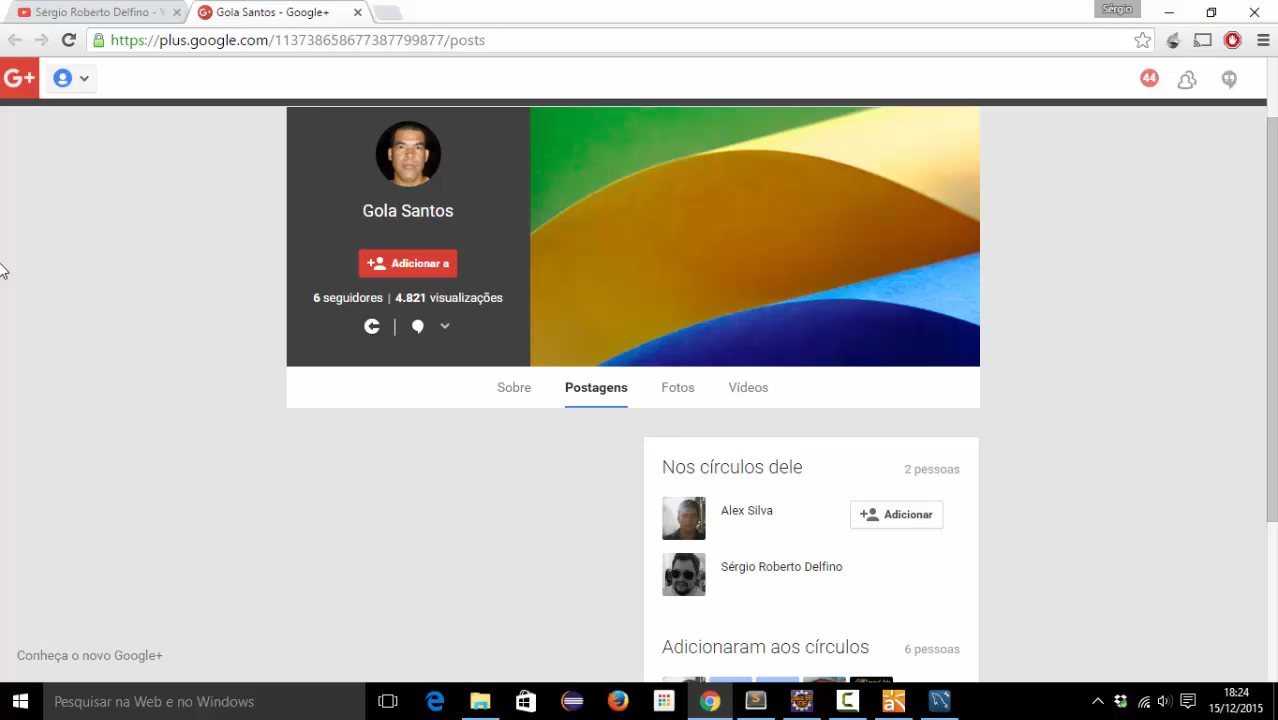 Sérgio Roberto Delfino - Y
Gola Santos - Google+
Sérgio
https://plus.google.com/113738658677387799877/posts
G+
44
Gola Santos
Adicionar a
6 seguidores | 4.821 visualizações
Sobre
Postagens
Fotos
Vídeos
Nos círculos dele
2 pessoas
Alex Silva
Adicionar
Sérgio Roberto Delfino
Adicionaram aos círculos
6 pessoas
Conheça o novo Google+
Pesquisar na Web e no Windows
18:24
15/12/2015